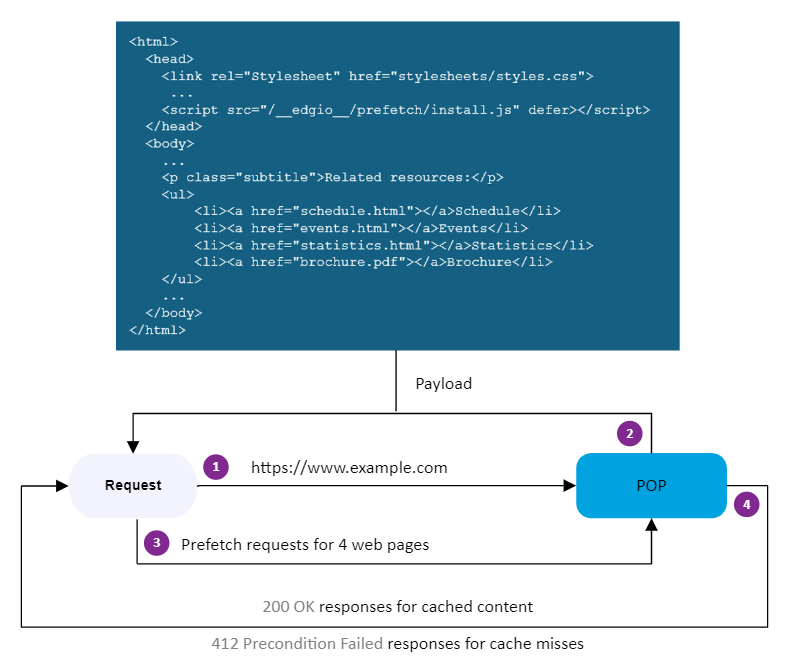 <html>
<head>
<link rel="Stylesheet" href="stylesheets/styles.css">
...
<script src="/__edgio__/prefetch/install.js" defer></script>
</head>
<body>
...
<p class="subtitle">Related resources:</p>
<ul>
<li><a href="schedule.html"></a>Schedule</li>
<li><a href="events.html"></a>Events</li>
<li><a href="statistics.html"></a>Statistics</li>
<li><a href="brochure.pdf"></a>Brochure</li>
</ul>
...
</body>
</html>
Payload
2
1 https://www.example.com
Request
POP
4
3 Prefetch requests for 4 web pages
200 OK responses for cached content
412 Precondition Failed responses for cache misses